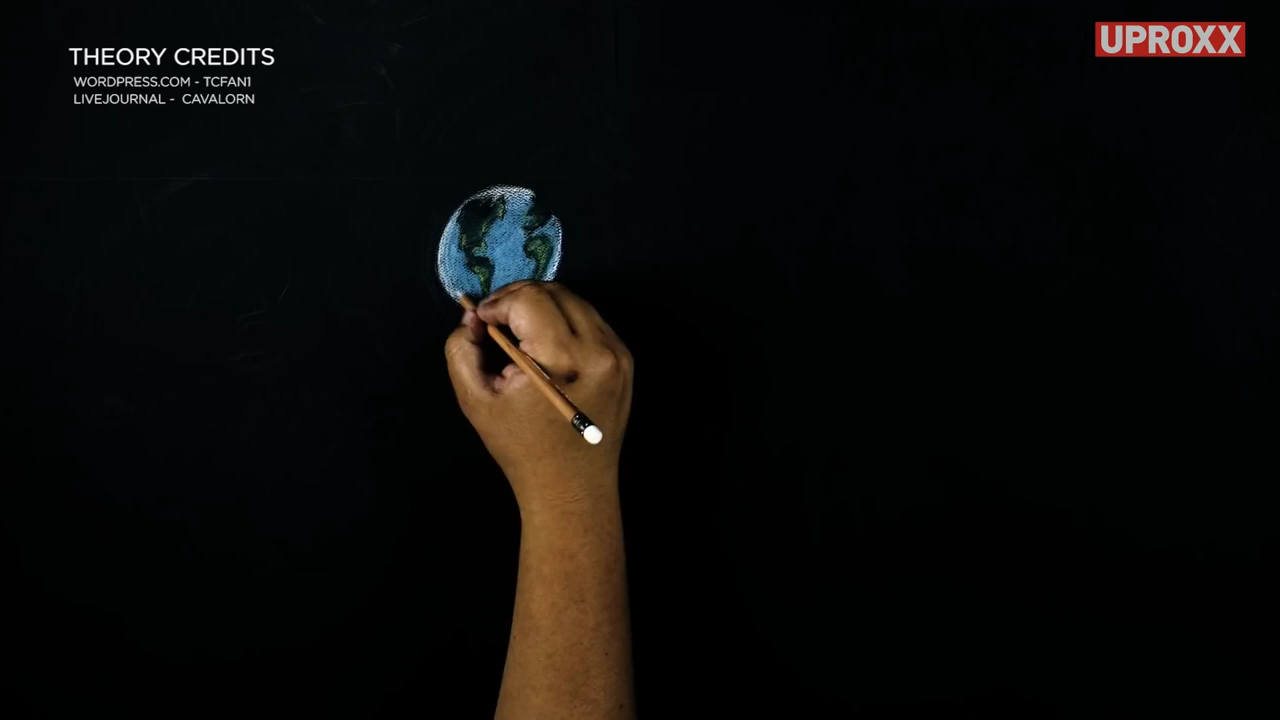 THEORY CREDITS
WORDPRESS.COM - TCFAN1
LIVEJOURNAL - CAVALORN
UPROXX